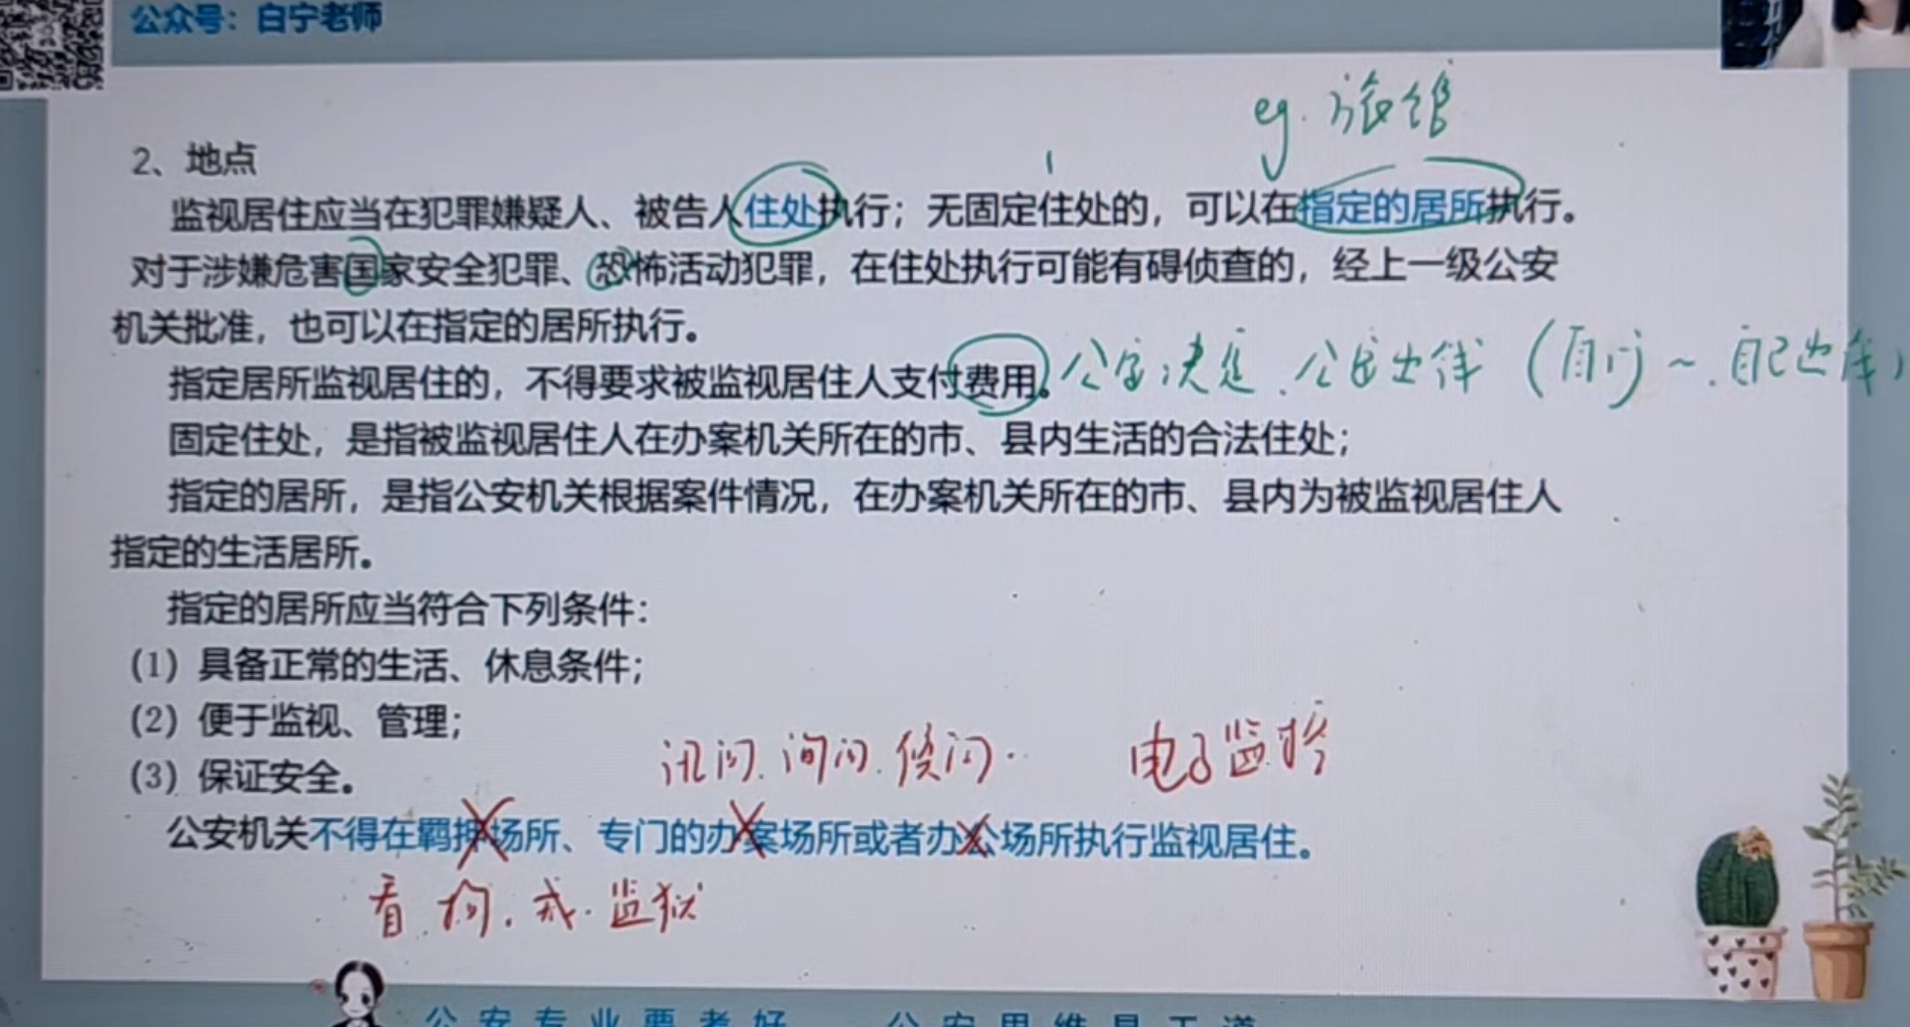 公众号：白宁老师
eg. 旅馆
2、地点
监视居住应当在犯罪嫌疑人、被告人住处执行；无固定住处的，可以在指定的居所执行。
对于涉嫌危害国家安全犯罪、恐怖活动犯罪，在住处执行可能有碍侦查的，经上一级公安
机关批准，也可以在指定的居所执行。
指定居所监视居住的，不得要求被监视居住人支付费用。公安决定、公安出钱
固定住处，是指被监视居住人在办案机关所在的市、县内生活的合法住处；
指定的居所，是指公安机关根据案件情况，在办案机关所在的市、县内为被监视居住人
指定的生活居所。
指定的居所应当符合下列条件：
（1）具备正常的生活、休息条件；
（2）便于监视、管理；
（3）保证安全。
讯问. 询问. 候问. 电子监控
公安机关不得在羁押场所、专门的办案场所或者办公场所执行监视居住。
看. 拘. 戒. 监狱
公安专业要考好